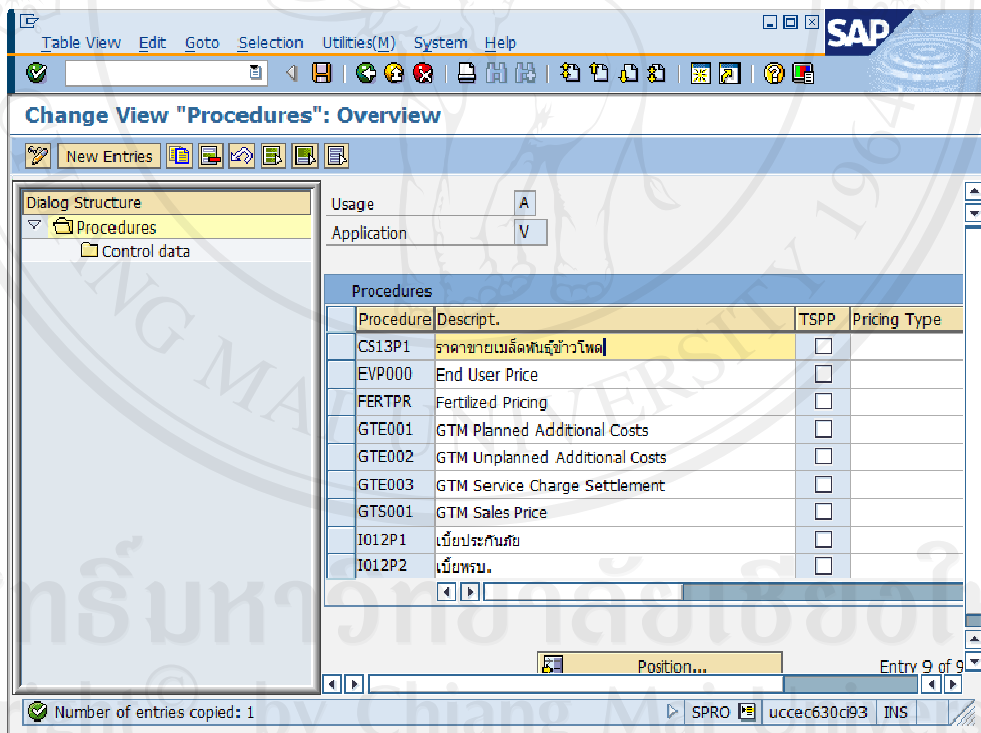 Table View Edit Goto Selection Utilities(M) System Help
SAP
Change View "Procedures": Overview
New Entries
Dialog Structure
Procedures
Control data
Usage A
Application V
Procedures
Procedure Descript. TSPP Pricing Type
CS13P1 ราคาขายเมล็ดพันธุ์ข้าวโพด
EVP000 End User Price
FERTPR Fertilized Pricing
GTE001 GTM Planned Additional Costs
GTE002 GTM Unplanned Additional Costs
GTE003 GTM Service Charge Settlement
GTS001 GTM Sales Price
I012P1 เบี้ยประกันภัย
I012P2 เบี้ยพรบ.
Position... Entry 9 of 9
Number of entries copied: 1 SPRO uccec630ci93 INS